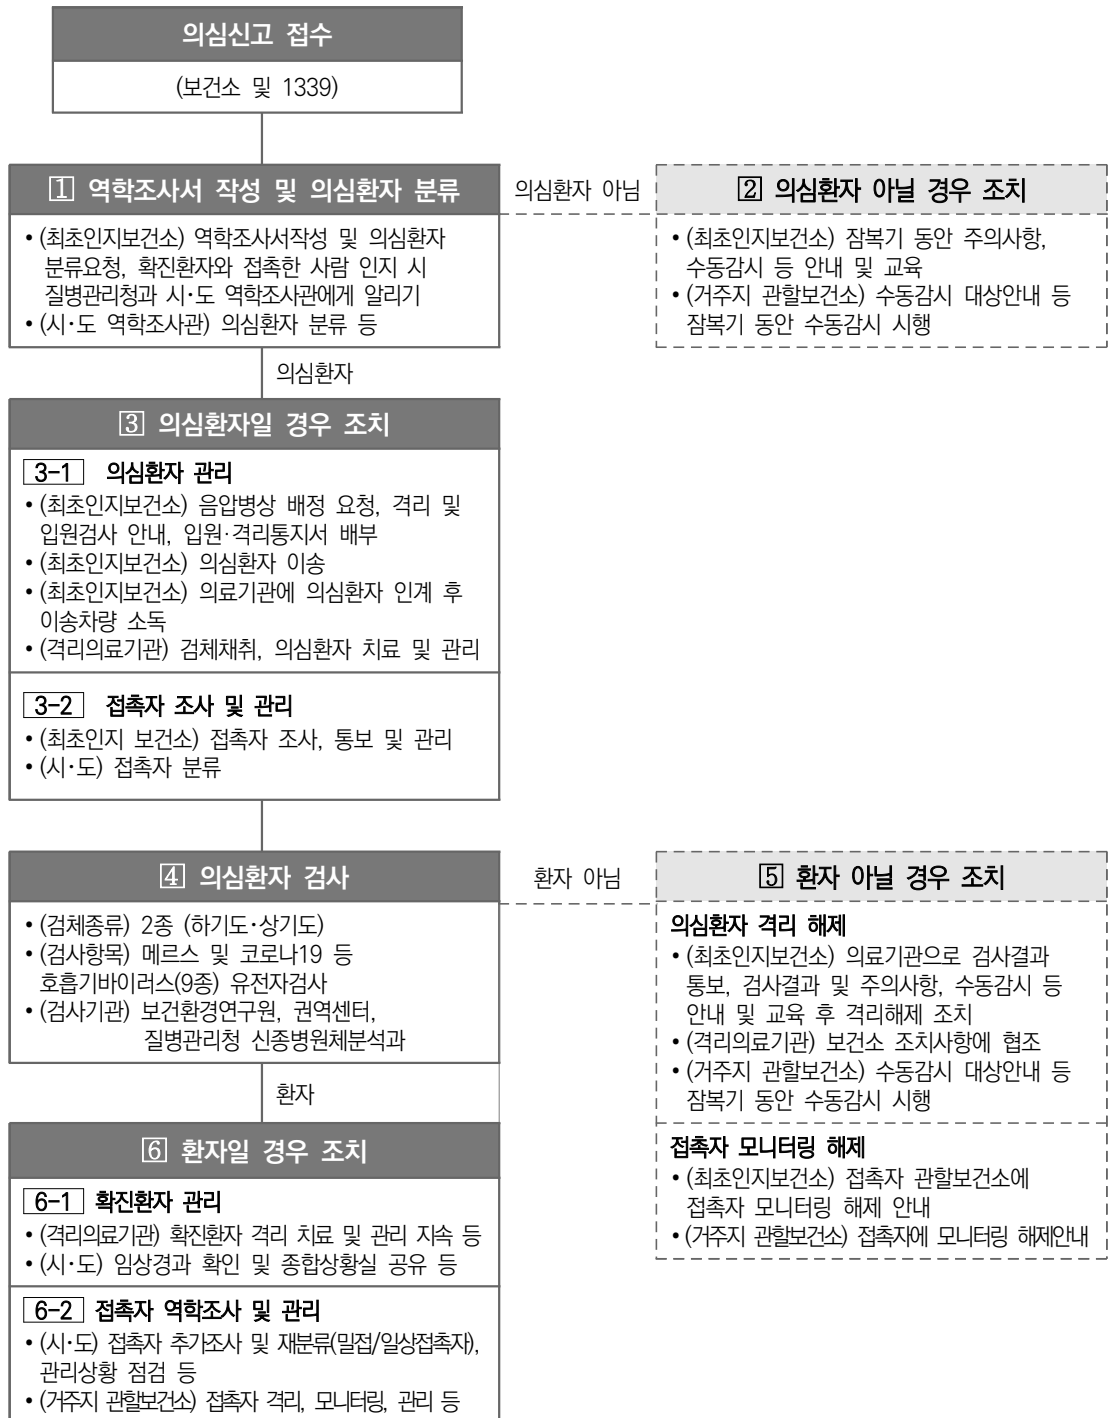 의심신고 접수
(보건소 및 1339)
1 역학조사서 작성 및 의심환자 분류
• (최초인지보건소) 역학조사서작성 및 의심환자
분류요청, 확진환자와 접촉한 사람 인지 시
질병관리청과 시·도 역학조사관에게 알리기
• (시·도 역학조사관) 의심환자 분류 등
의심환자 아님
2 의심환자 아닐 경우 조치
• (최초인지보건소) 잠복기 동안 주의사항,
수동감시 등 안내 및 교육
• (거주지 관할보건소) 수동감시 대상안내 등
잠복기 동안 수동감시 시행
의심환자
3 의심환자일 경우 조치
3-1 의심환자 관리
• (최초인지보건소) 음압병상 배정 요청, 격리 및
입원검사 안내, 입원·격리통지서 배부
• (최초인지보건소) 의심환자 이송
• (최초인지보건소) 의료기관에 의심환자 인계 후
이송차량 소독
• (격리의료기관) 검체채취, 의심환자 치료 및 관리
3-2 접촉자 조사 및 관리
• (최초인지 보건소) 접촉자 조사, 통보 및 관리
• (시·도) 접촉자 분류
4 의심환자 검사
• (검체종류) 2종 (하기도·상기도)
• (검사항목) 메르스 및 코로나19 등
호흡기바이러스(9종) 유전자검사
• (검사기관) 보건환경연구원, 권역센터,
질병관리청 신종병원체분석과
환자 아님
5 환자 아닐 경우 조치
의심환자 격리 해제
• (최초인지보건소) 의료기관으로 검사결과
통보, 검사결과 및 주의사항, 수동감시 등
안내 및 교육 후 격리해제 조치
• (격리의료기관) 보건소 조치사항에 협조
• (거주지 관할보건소) 수동감시 대상안내 등
잠복기 동안 수동감시 시행
접촉자 모니터링 해제
• (최초인지보건소) 접촉자 관할보건소에
접촉자 모니터링 해제 안내
• (거주지 관할보건소) 접촉자에 모니터링 해제안내
환자
6 환자일 경우 조치
6-1 확진환자 관리
• (격리의료기관) 확진환자 격리 치료 및 관리 지속 등
• (시·도) 임상경과 확인 및 종합상황실 공유 등
6-2 접촉자 역학조사 및 관리
• (시·도) 접촉자 추가조사 및 재분류(밀접/일상접촉자),
관리상황 점검 등
• (거주지 관할보건소) 접촉자 격리, 모니터링, 관리 등